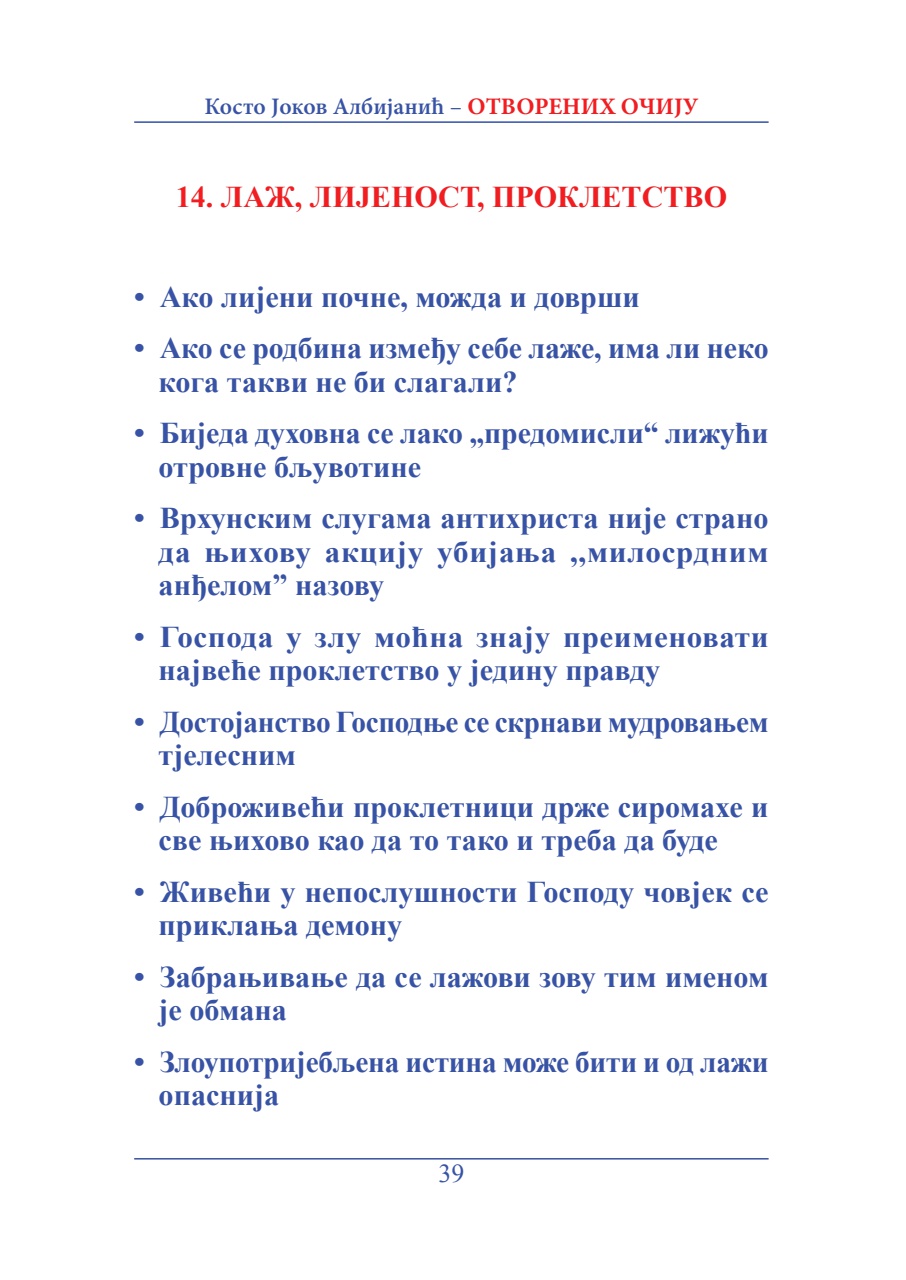 Косто Јоков Албијанић – ОТВОРЕНИХ ОЧИЈУ
14. ЛАЖ, ЛИЈЕНОСТ, ПРОКЛЕТСТВО
• Ако лијени почне, можда и доврши
• Ако се родбина између себе лаже, има ли неко
кога такви не би слагали?
• Биједа духовна се лако „предомисли“ лижући
отровне бљувотине
• Врхунским слугама антихриста није страно
да њихову акцију убијања ,,милосрдним
анђелом” назову
• Господа у злу моћна знају преименовати
највеће проклетство у једину правду
• Достојанство Господње се скрнави мудровањем
тјелесним
• Доброживећи проклетници држе сиромахе и
све њихово као да то тако и треба да буде
• Живећи у непослушности Господу човјек се
приклања демону
• Забрањивање да се лажови зову тим именом
је обмана
• Злоупотријебљена истина може бити и од лажи
опаснија
39